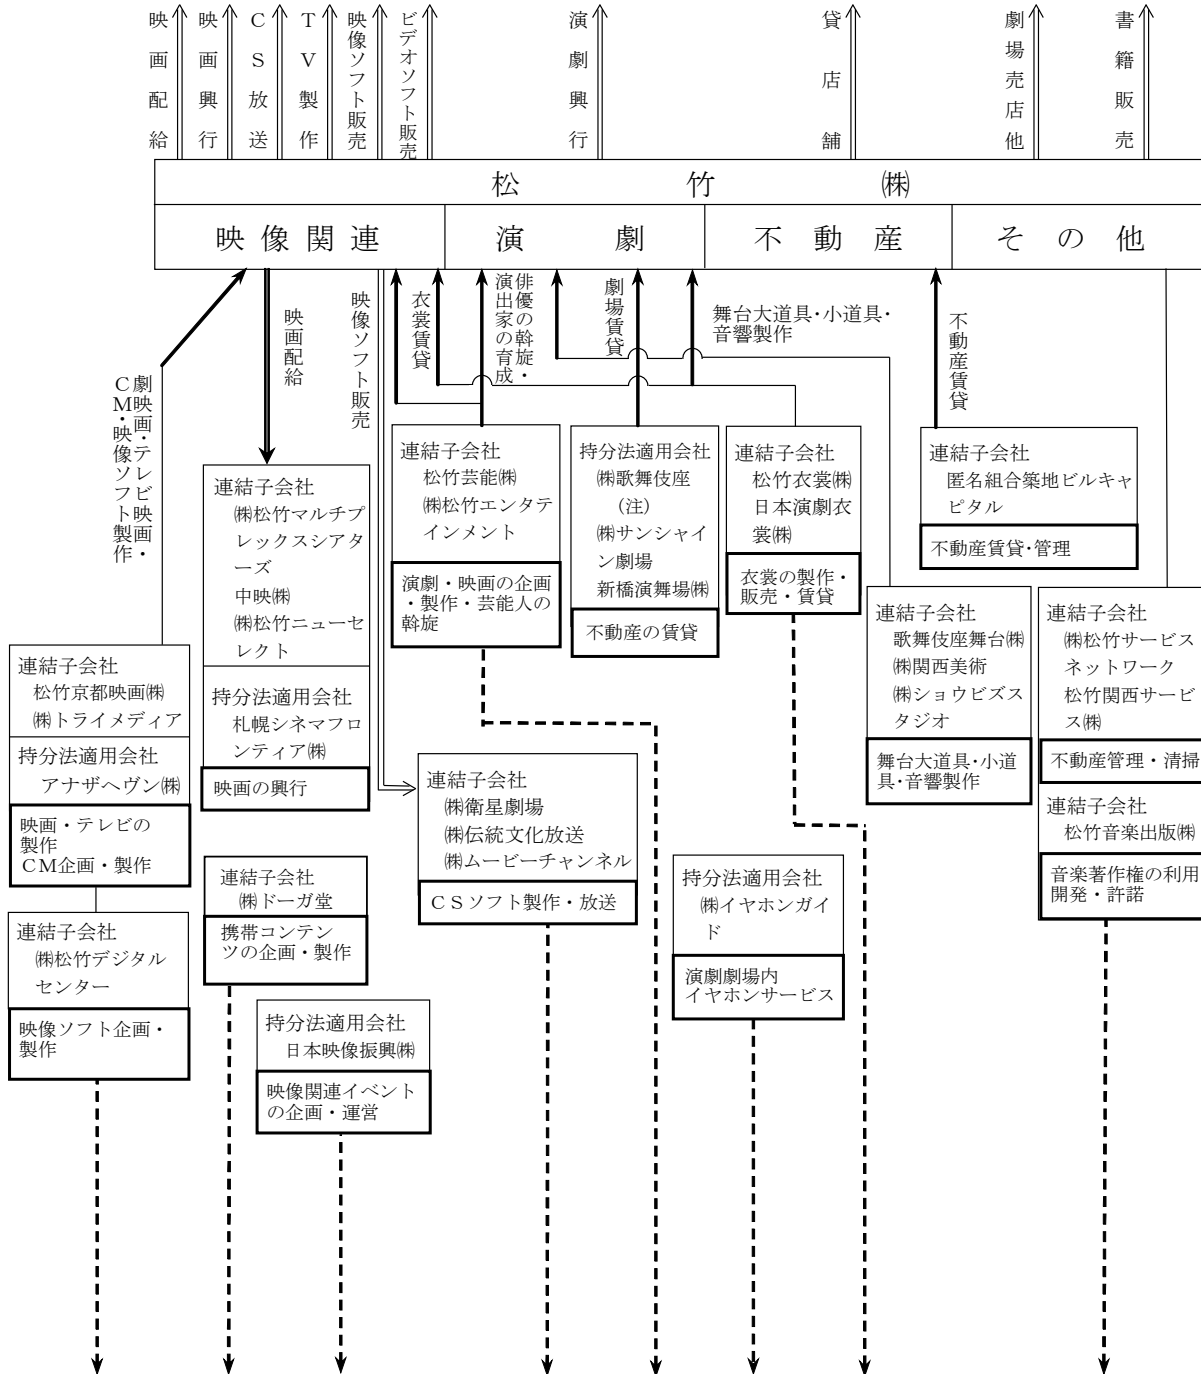 映画配給
映画興行
CS放送
TV製作
映像ソフト販売
ビデオソフト販売
演劇興行
貸店舗
劇場売店他
書籍販売
松竹㈱
映像関連
演劇
不動産
その他
劇映画・テレビ映画・
CM・映像ソフト製作
映画配給
映像ソフト販売
衣裳賃貸
俳優の斡旋・
演出家の育成
劇場賃貸
舞台大道具・小道具・
音響製作
不動産賃貸
連結子会社
松竹京都映画㈱
㈱トライメディア
持分法適用会社
アナザヘヴン㈱
映画・テレビの
製作
CM企画・製作
連結子会社
㈱松竹デジタル
センター
映像ソフト企画・
製作
連結子会社
㈱松竹マルチプ
レックスシアタ
ーズ
中映㈱
㈱松竹ニューセ
レクト
持分法適用会社
札幌シネマフロ
ンティア㈱
映画の興行
連結子会社
㈱ドーガ堂
携帯コンテン
ツの企画・製作
持分法適用会社
日本映像振興㈱
映像関連イベント
の企画・運営
連結子会社
松竹芸能㈱
㈱松竹エンタテ
インメント
演劇・映画の企画
・製作・芸能人の
斡旋
連結子会社
㈱衛星劇場
㈱伝統文化放送
㈱ムービーチャンネル
CSソフト製作・放送
持分法適用会社
㈱歌舞伎座
(注)
㈱サンシャイ
ン劇場
新橋演舞場㈱
不動産の賃貸
連結子会社
松竹衣裳㈱
日本演劇衣
裳㈱
衣裳の製作・
販売・賃貸
持分法適用会社
㈱イヤホンガイ
ド
演劇劇場内
イヤホンサービス
連結子会社
匿名組合築地ビルキャ
ピタル
不動産賃貸・管理
連結子会社
歌舞伎座舞台㈱
㈱関西美術
㈱ショウビズス
タジオ
舞台大道具・小道
具・音響製作
連結子会社
㈱松竹サービス
ネットワーク
松竹関西サービ
ス㈱
不動産管理・清掃
連結子会社
松竹音楽出版㈱
音楽著作権の利用
開発・許諾